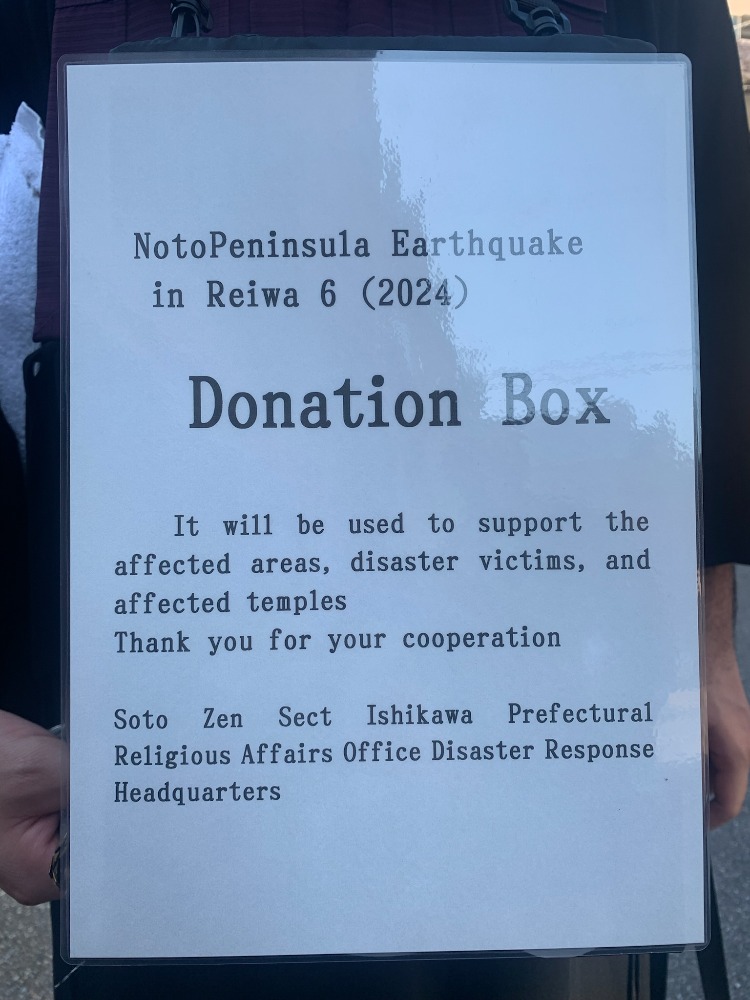 NotoPeninsula Earthquake
in Reiwa 6 (2024)
Donation Box
It will be used to support the
affected areas, disaster victims, and
affected temples
Thank you for your cooperation
Soto Zen Sect Ishikawa Prefectural
Religious Affairs Office Disaster Response
Headquarters